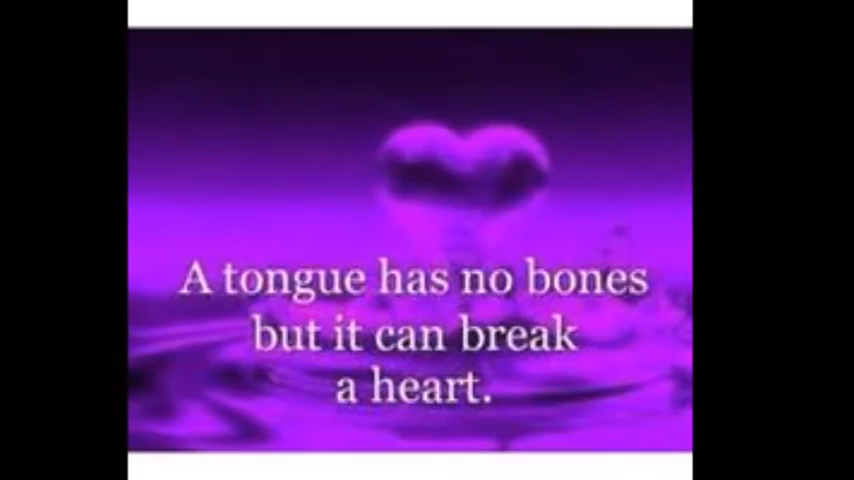 A tongue has no bones
but it can break
a heart.